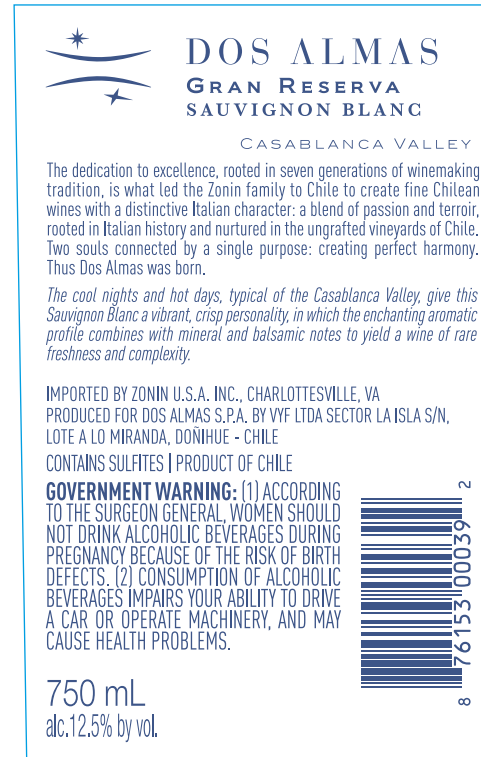 DOS ALMAS
GRAN RESERVA
SAUVIGNON BLANC
CASABLANCA VALLEY
The dedication to excellence, rooted in seven generations of winemaking
tradition, is what led the Zonin family to Chile to create fine Chilean
wines with a distinctive Italian character: a blend of passion and terroir,
rooted in Italian history and nurtured in the ungrafted vineyards of Chile.
Two souls connected by a single purpose: creating perfect harmony.
Thus Dos Almas was born.
The cool nights and hot days, typical of the Casablanca Valley, give this
Sauvignon Blanc a vibrant, crisp personality, in which the enchanting aromatic
profile combines with mineral and balsamic notes to yield a wine of rare
freshness and complexity.
IMPORTED BY ZONIN U.S.A. INC., CHARLOTTESVILLE, VA
PRODUCED FOR DOS ALMAS S.P.A. BY VYF LTDA SECTOR LA ISLA S/N,
LOTE A LO MIRANDA, DOÑIHUE - CHILE
CONTAINS SULFITES | PRODUCT OF CHILE
GOVERNMENT WARNING: (1) ACCORDING
TO THE SURGEON GENERAL, WOMEN SHOULD
NOT DRINK ALCOHOLIC BEVERAGES DURING
PREGNANCY BECAUSE OF THE RISK OF BIRTH
DEFECTS. (2) CONSUMPTION OF ALCOHOLIC
BEVERAGES IMPAIRS YOUR ABILITY TO DRIVE
A CAR OR OPERATE MACHINERY, AND MAY
CAUSE HEALTH PROBLEMS.
8 76153 00039 2
750 mL
alc.12.5% by vol.